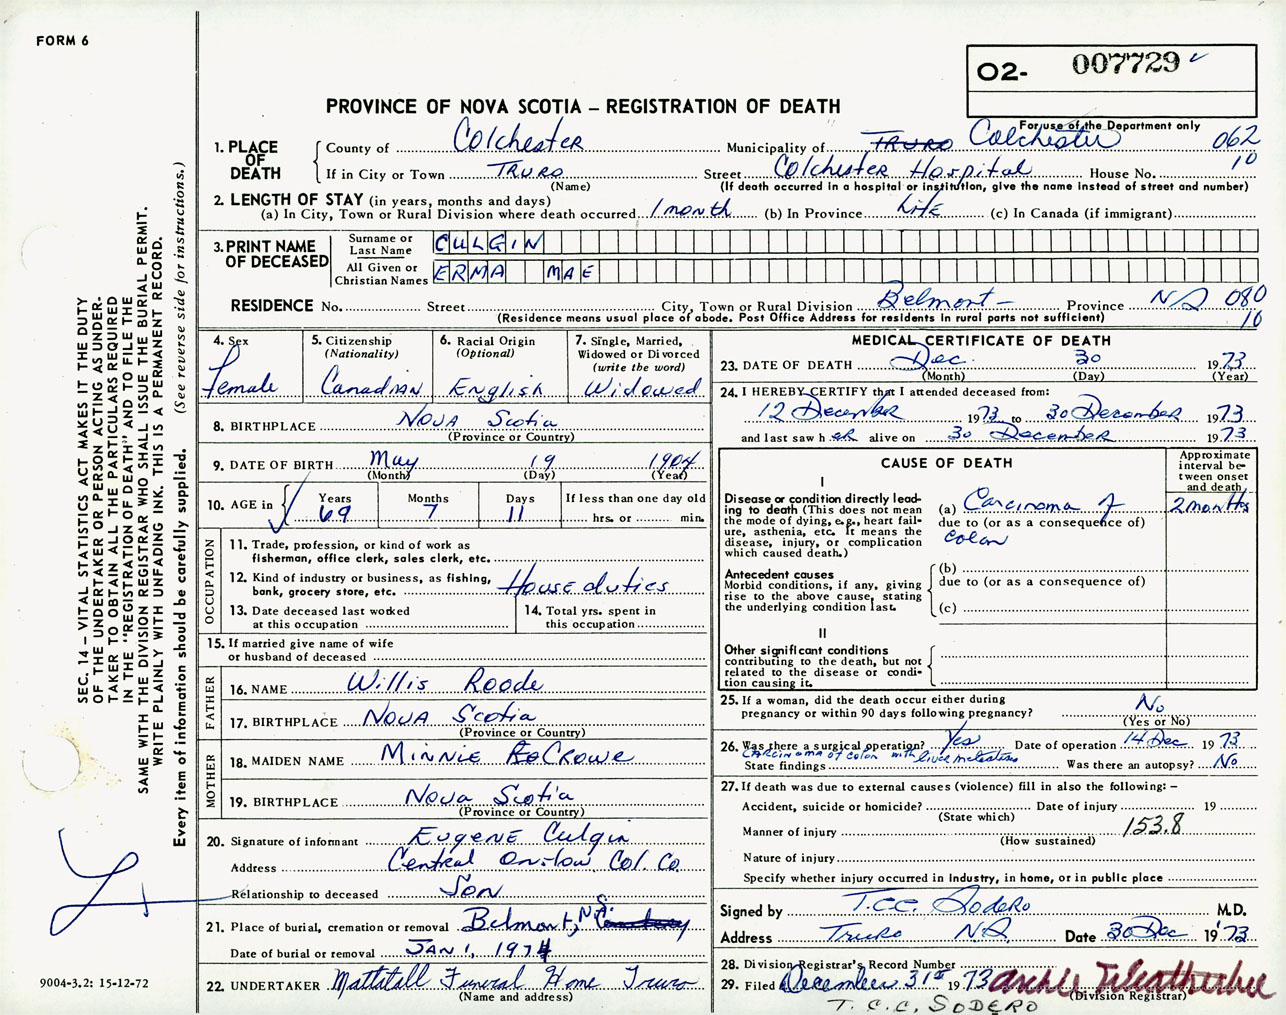 FORM 6
O2- 007729
PROVINCE OF NOVA SCOTIA – REGISTRATION OF DEATH
For use of the Department only
1. PLACE OF DEATH
County of Colchester Municipality of Truro Colchester 062
If in City or Town Truro Street Colchester Hospital House No. 10
(Name) (If death occurred in a hospital or institution, give the name instead of street and number)
2. LENGTH OF STAY (in years, months and days)
(a) In City, Town or Rural Division where death occurred 1 month (b) In Province Life (c) In Canada (if immigrant)
3. PRINT NAME OF DECEASED
Surname or Last Name CULGIN
All Given or Christian Names ERMA MAE
RESIDENCE No. Street City, Town or Rural Division Belmont – Province NS 080
(Residence means usual place of abode. Post Office Address for residents in rural parts not sufficient) 10
4. Sex Female
5. Citizenship (Nationality) Canadian
6. Racial Origin (Optional) English
7. Single, Married, Widowed or Divorced (write the word) Widowed
8. BIRTHPLACE Nova Scotia
(Province or Country)
9. DATE OF BIRTH May 19 1904
(Month) (Day) (Year)
10. AGE in Years 69 Months 7 Days 11 If less than one day old
hrs. or min.
OCCUPATION
11. Trade, profession, or kind of work as
fisherman, office clerk, sales clerk, etc.
12. Kind of industry or business, as fishing,
bank, grocery store, etc. House duties
13. Date deceased last worked
at this occupation
14. Total yrs. spent in
this occupation
15. If married give name of wife
or husband of deceased
FATHER
16. NAME Willis Roode
17. BIRTHPLACE Nova Scotia
(Province or Country)
MOTHER
18. MAIDEN NAME Minnie Crowe
19. BIRTHPLACE Nova Scotia
(Province or Country)
20. Signature of informant Eugene Culgin
Address Central Onslow Col. Co.
Relationship to deceased Son
21. Place of burial, cremation or removal Belmont, N.S.
Date of burial or removal JAN 1, 1974
22. UNDERTAKER Mattatall Funeral Home Truro
(Name and address)
MEDICAL CERTIFICATE OF DEATH
23. DATE OF DEATH Dec. 30 1973
(Month) (Day) (Year)
24. I HEREBY CERTIFY that I attended deceased from:
12 December 1973 to 30 December 1973
and last saw her alive on 30 December 1973
CAUSE OF DEATH
Approximate interval between onset and death
I
Disease or condition directly leading to death (This does not mean the mode of dying, e.g., heart failure, asthenia, etc. It means the disease, injury, or complication which caused death.)
(a) Carcinoma of 2 months
due to (or as a consequence of)
colon
Antecedent causes
Morbid conditions, if any, giving rise to the above cause, stating the underlying condition last.
(b)
due to (or as a consequence of)
(c)
II
Other significant conditions
contributing to the death, but not related to the disease or condition causing it.
25. If a woman, did the death occur either during
pregnancy or within 90 days following pregnancy? No
(Yes or No)
26. Was there a surgical operation? Yes Date of operation 14 Dec 1973
Carcinoma of colon with liver metastases
State findings Was there an autopsy? No
27. If death was due to external causes (violence) fill in also the following: –
Accident, suicide or homicide? Date of injury 19
(State which)
Manner of injury 153.8
(How sustained)
Nature of injury
Specify whether injury occurred in industry, in home, or in public place
Signed by T.C.C. Sodero M.D.
Address Truro N.S. Date 30 Dec 19'73
28. Division Registrar's Record Number
29. Filed December 31st 1973
(Division Registrar)
T. C. C. SODERO
SEC. 14 – VITAL STATISTICS ACT MAKES IT THE DUTY
OF THE UNDERTAKER OR PERSON ACTING AS UNDER-
TAKER TO OBTAIN ALL THE PARTICULARS REQUIRED
IN THE "REGISTRATION OF DEATH" AND TO FILE THE
SAME WITH THE DIVISION REGISTRAR WHO SHALL ISSUE THE BURIAL PERMIT.
WRITE PLAINLY WITH UNFADING INK. THIS IS A PERMANENT RECORD.
Every item of information should be carefully supplied. (See reverse side for instructions.)
9004-3.2: 15-12-72